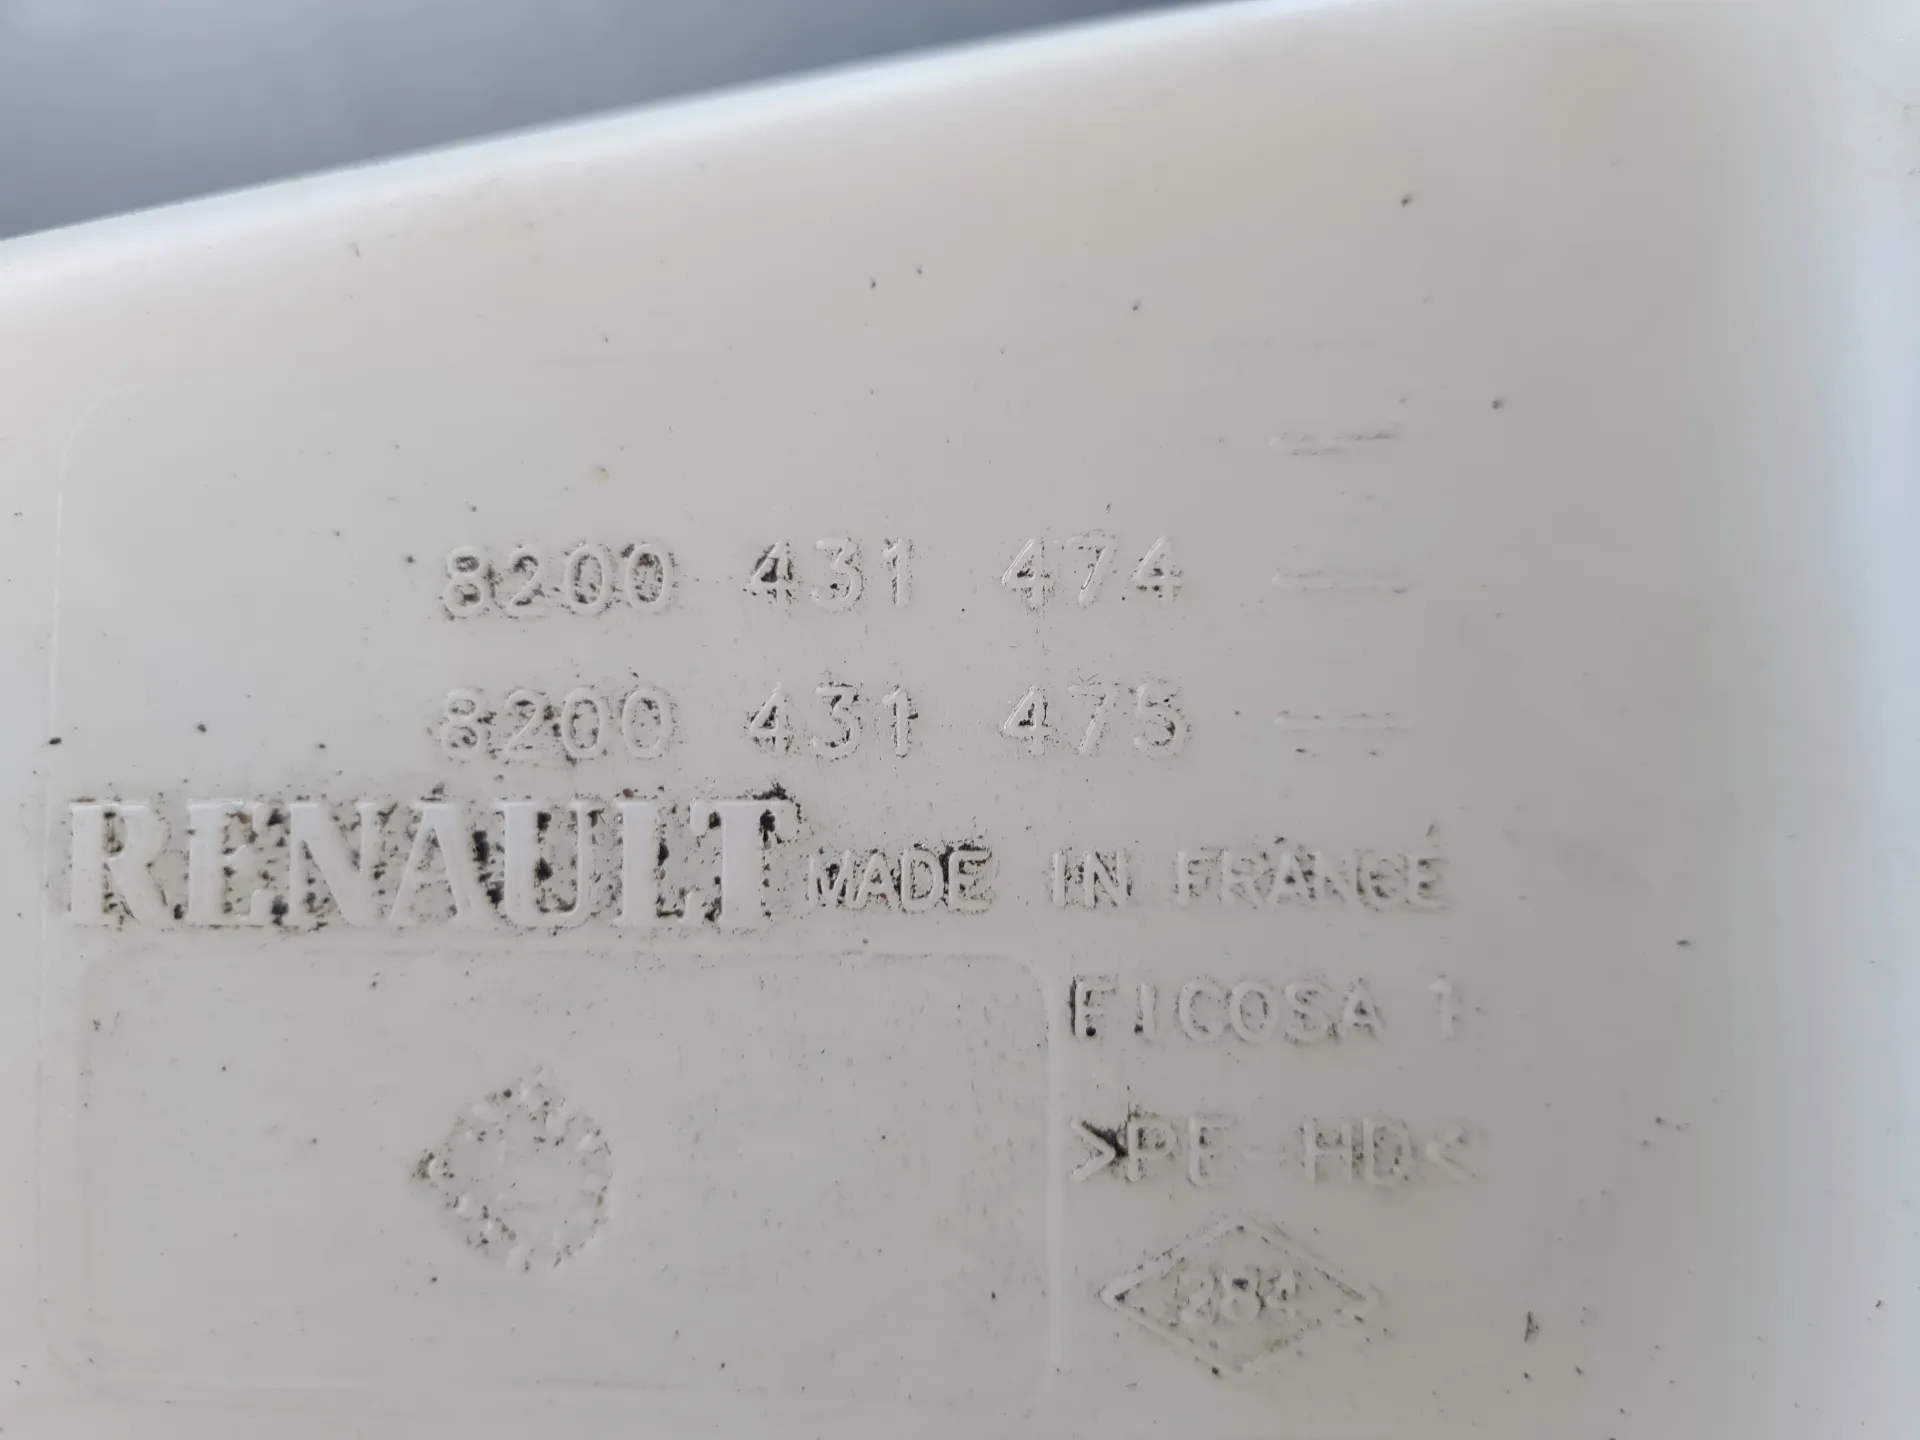 8200 431 474 --
8200 431 475 --
RENAULT MADE IN FRANCE
FICOSA 1
>PE-HD<
284